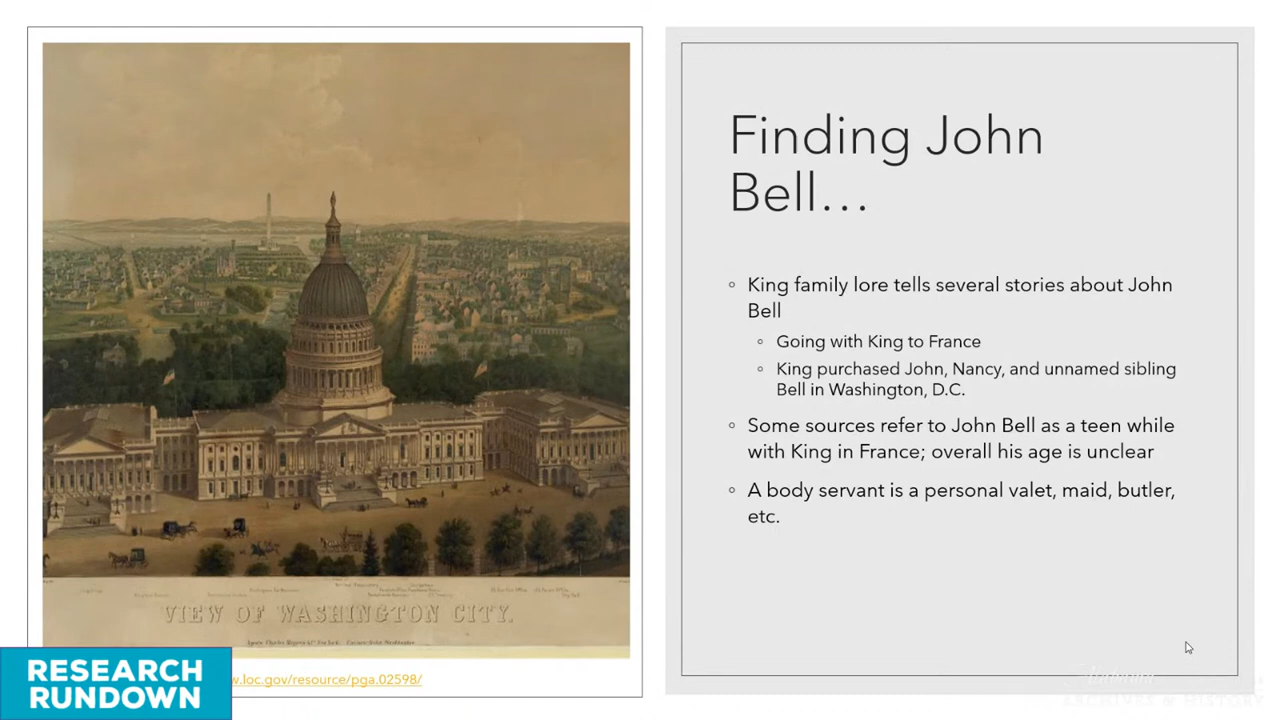 Finding John
Bell…
◦ King family lore tells several stories about John
Bell
◦ Going with King to France
◦ King purchased John, Nancy, and unnamed sibling
Bell in Washington, D.C.
◦ Some sources refer to John Bell as a teen while
with King in France; overall his age is unclear
◦ A body servant is a personal valet, maid, butler,
etc.
VIEW OF WASHINGTON CITY.
w.loc.gov/resource/pga.02598/
RESEARCH
RUNDOWN
ARCHIVES & HISTORY